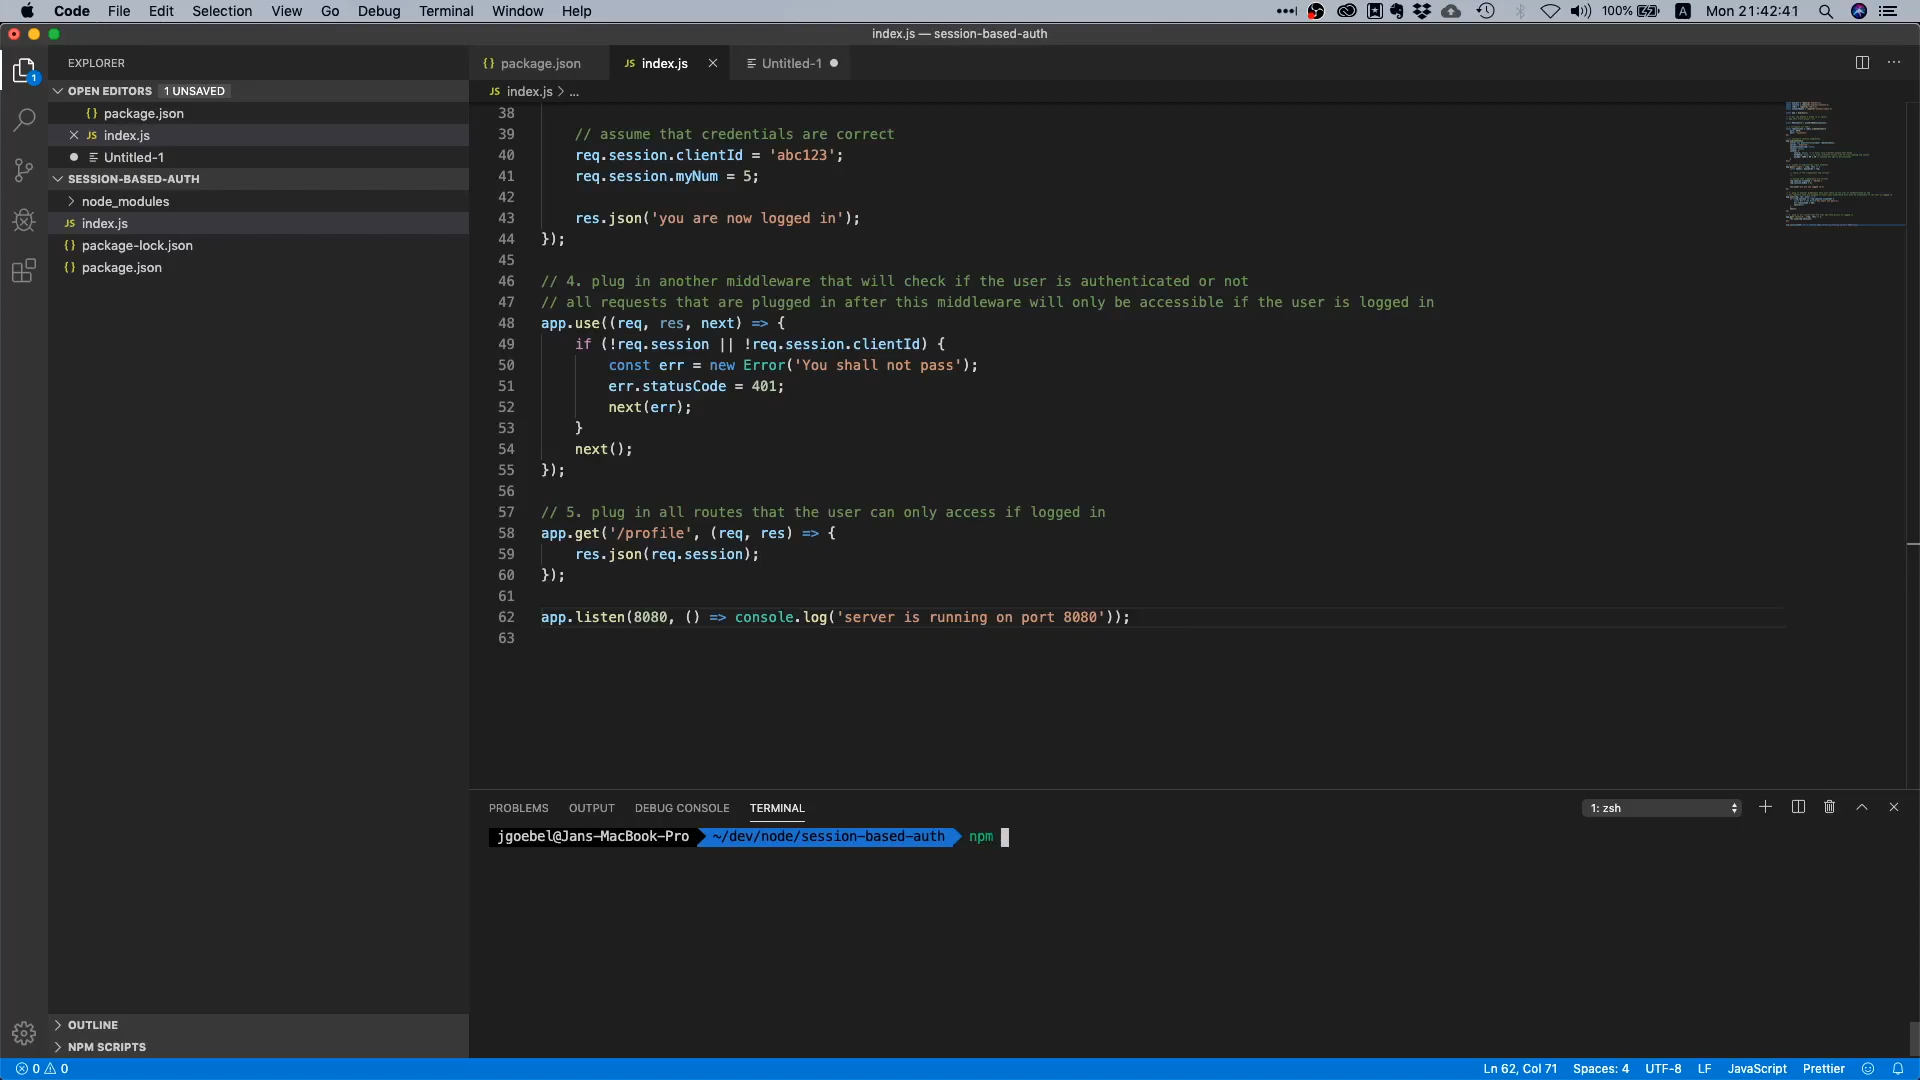 Code File Edit Selection View Go Debug Terminal Window Help 100% A Mon 21:42:41
index.js — session-based-auth
EXPLORER
OPEN EDITORS 1 UNSAVED
{} package.json
JS index.js
Untitled-1
SESSION-BASED-AUTH
node_modules
JS index.js
{} package-lock.json
{} package.json
OUTLINE
NPM SCRIPTS
1
{} package.json JS index.js Untitled-1
JS index.js > ...
38
39 // assume that credentials are correct
40 req.session.clientId = 'abc123';
41 req.session.myNum = 5;
42
43 res.json('you are now logged in');
44 });
45
46 // 4. plug in another middleware that will check if the user is authenticated or not
47 // all requests that are plugged in after this middleware will only be accessible if the user is logged in
48 app.use((req, res, next) => {
49 if (!req.session || !req.session.clientId) {
50 const err = new Error('You shall not pass');
51 err.statusCode = 401;
52 next(err);
53 }
54 next();
55 });
56
57 // 5. plug in all routes that the user can only access if logged in
58 app.get('/profile', (req, res) => {
59 res.json(req.session);
60 });
61
62 app.listen(8080, () => console.log('server is running on port 8080'));
63
PROBLEMS OUTPUT DEBUG CONSOLE TERMINAL 1: zsh
jgoebel@Jans-MacBook-Pro ~/dev/node/session-based-auth npm
0 0 Ln 62, Col 71 Spaces: 4 UTF-8 LF JavaScript Prettier